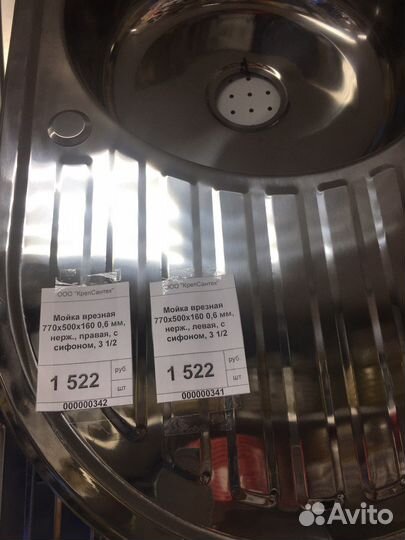 ООО "КрепСантех"
Мойка врезная
770х500х160 0,6 мм,
нерж., правая, с
сифоном, 3 1/2
1 522
руб.
шт
000000342
ООО "КрепСантех"
Мойка врезная
770х500х160 0,6 мм,
нерж., левая, с
сифоном, 3 1/2
1 522
руб.
шт
000000341
Avito